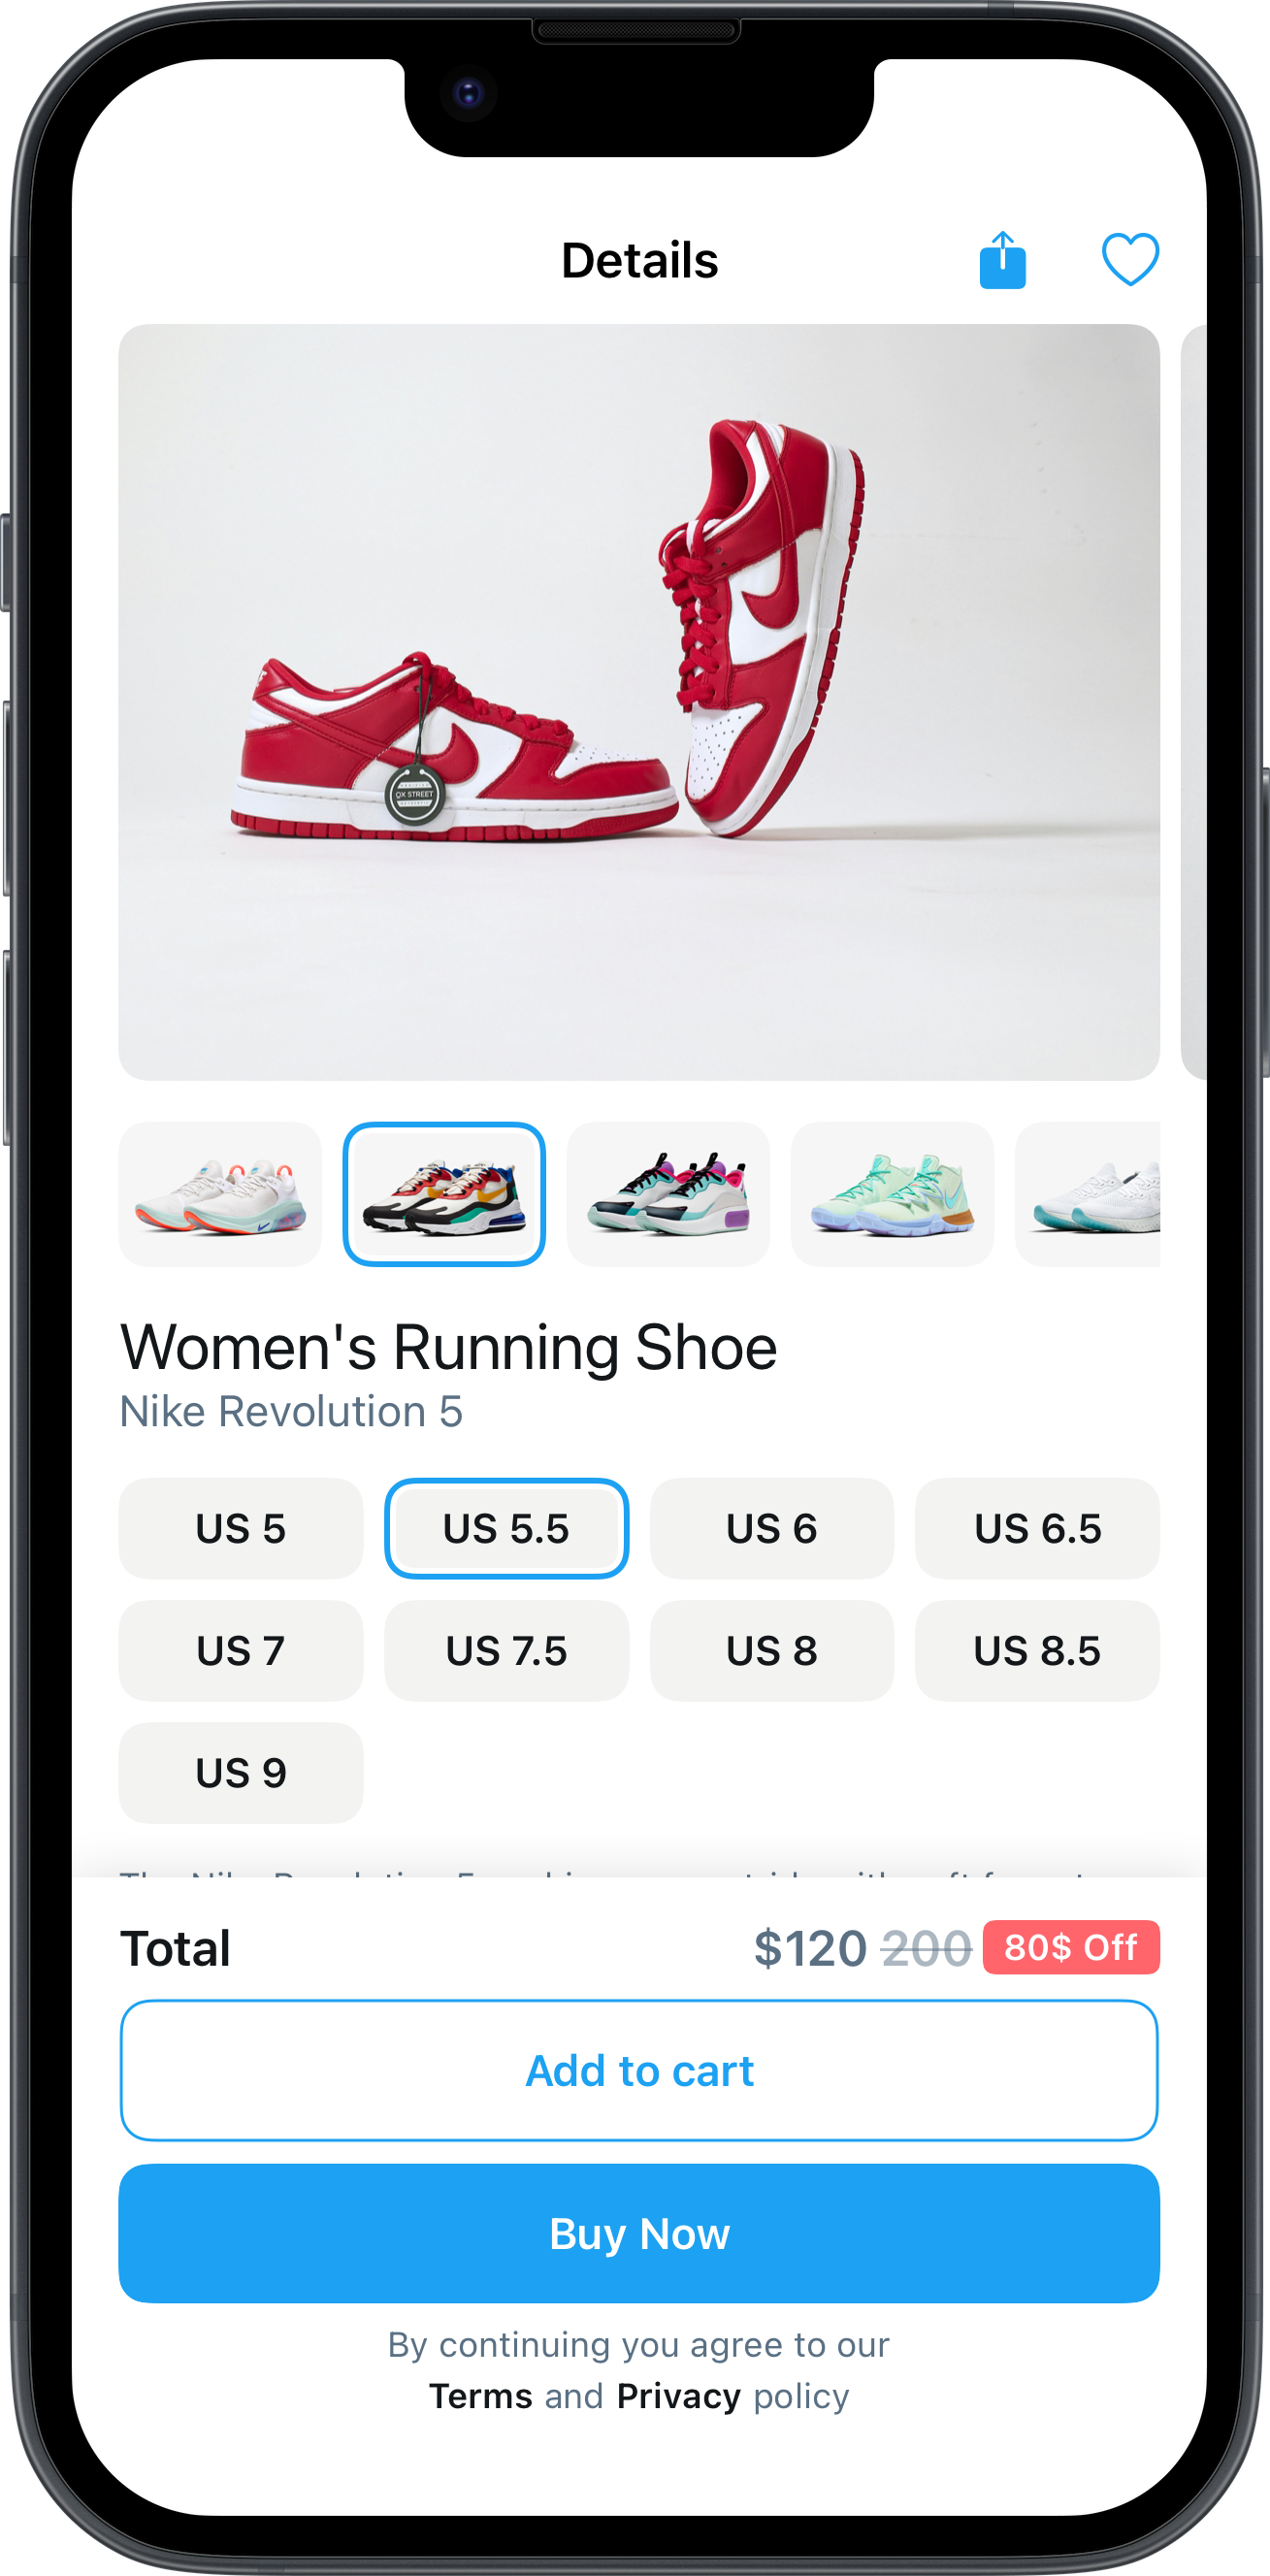 Details
QX STREET
Women's Running Shoe
Nike Revolution 5
US 5
US 5.5
US 6
US 6.5
US 7
US 7.5
US 8
US 8.5
US 9
Total
$120 200 80$ Off
Add to cart
Buy Now
By continuing you agree to our
Terms and Privacy policy